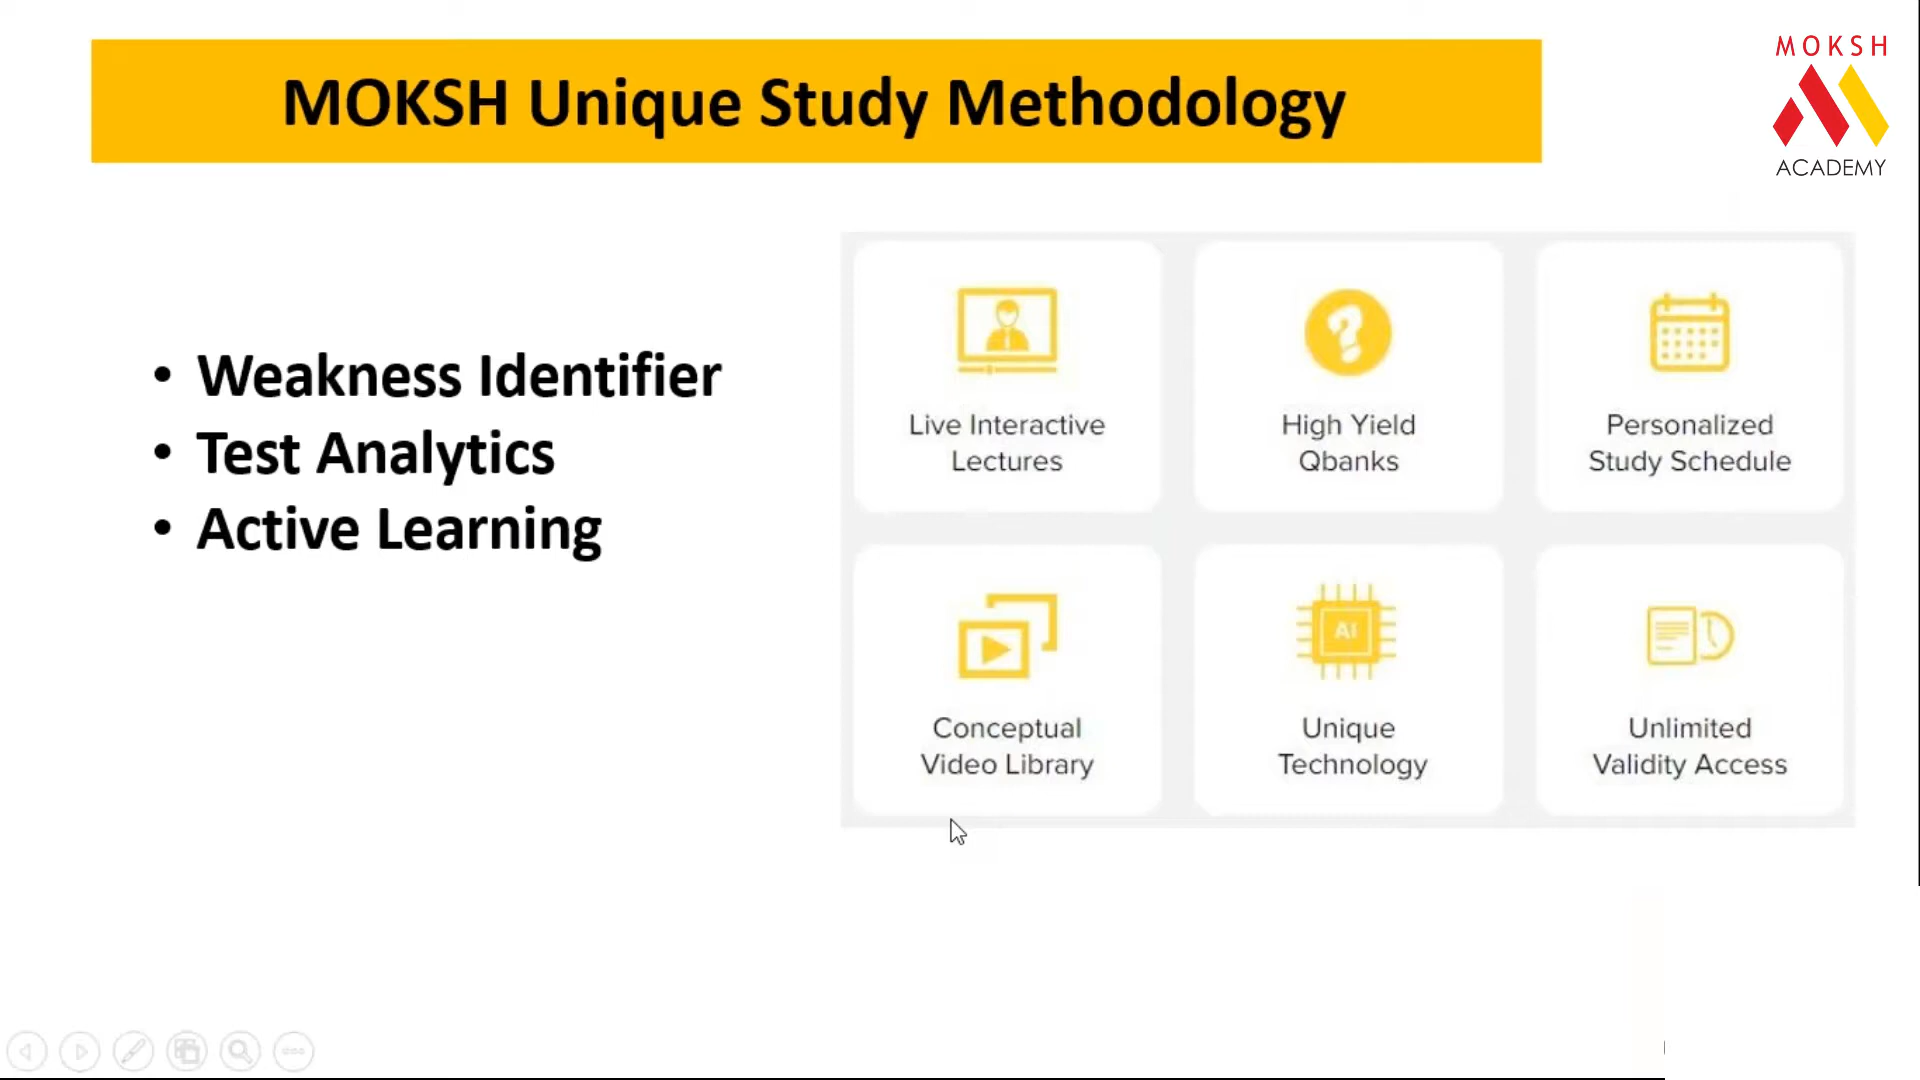 MOKSH Unique Study Methodology
MOKSH
ACADEMY
• Weakness Identifier
• Test Analytics
• Active Learning
Live Interactive
Lectures
High Yield
Qbanks
Personalized
Study Schedule
Conceptual
Video Library
AI
Unique
Technology
Unlimited
Validity Access